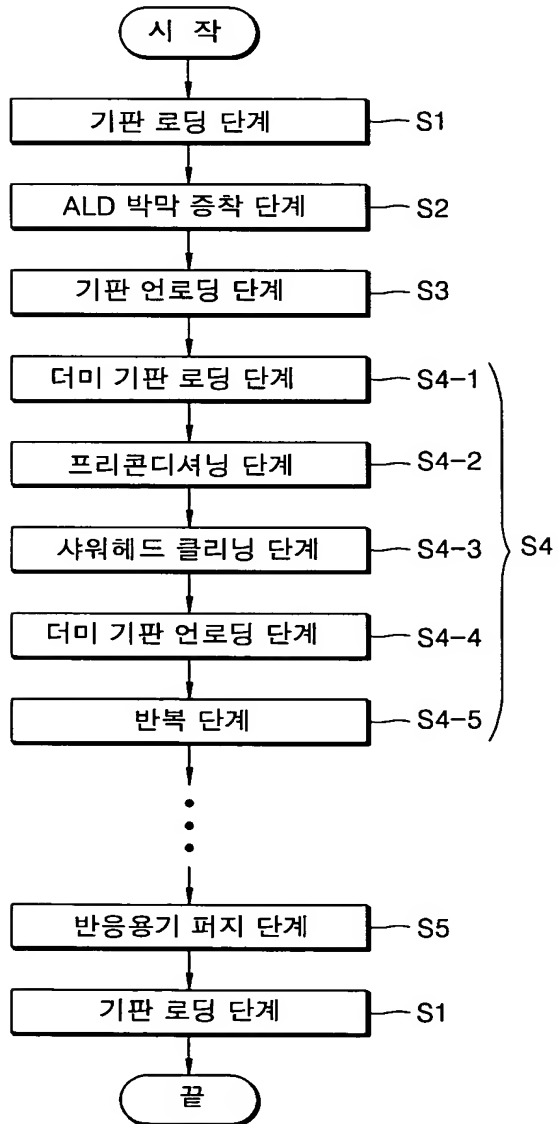 시 작
기판 로딩 단계 S1
ALD 박막 증착 단계 S2
기판 언로딩 단계 S3
더미 기판 로딩 단계 S4-1
프리콘디셔닝 단계 S4-2
샤워헤드 클리닝 단계 S4-3
S4
더미 기판 언로딩 단계 S4-4
반복 단계 S4-5
반응용기 퍼지 단계 S5
기판 로딩 단계 S1
끝